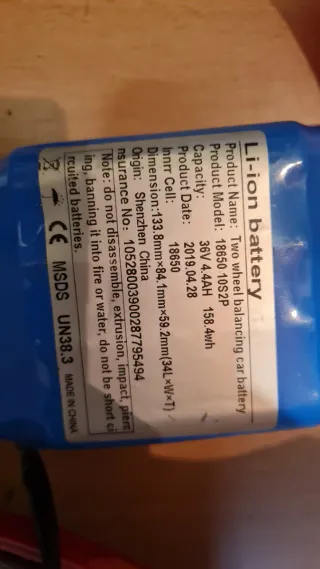 Li-ion battery
Product Name: Two wheel balancing car battery
Product Model: 18650 10S2P
Capacity: 36V 4.4AH 158.4wh
Product Date: 2019.04.28
Innrr Cell: 18650
Dimension:133.8mm×84.1mm×59.2mm(34L×W×T)
Origin: Shenzhen China
nsurance No: 10528003900287795494
Note: do not disassemble, extrusion, impact, pierc
ing, banning it into fire or water, do not be short ci
rcuited batteries.
CE MSDS UN38.3 MADE IN CHINA